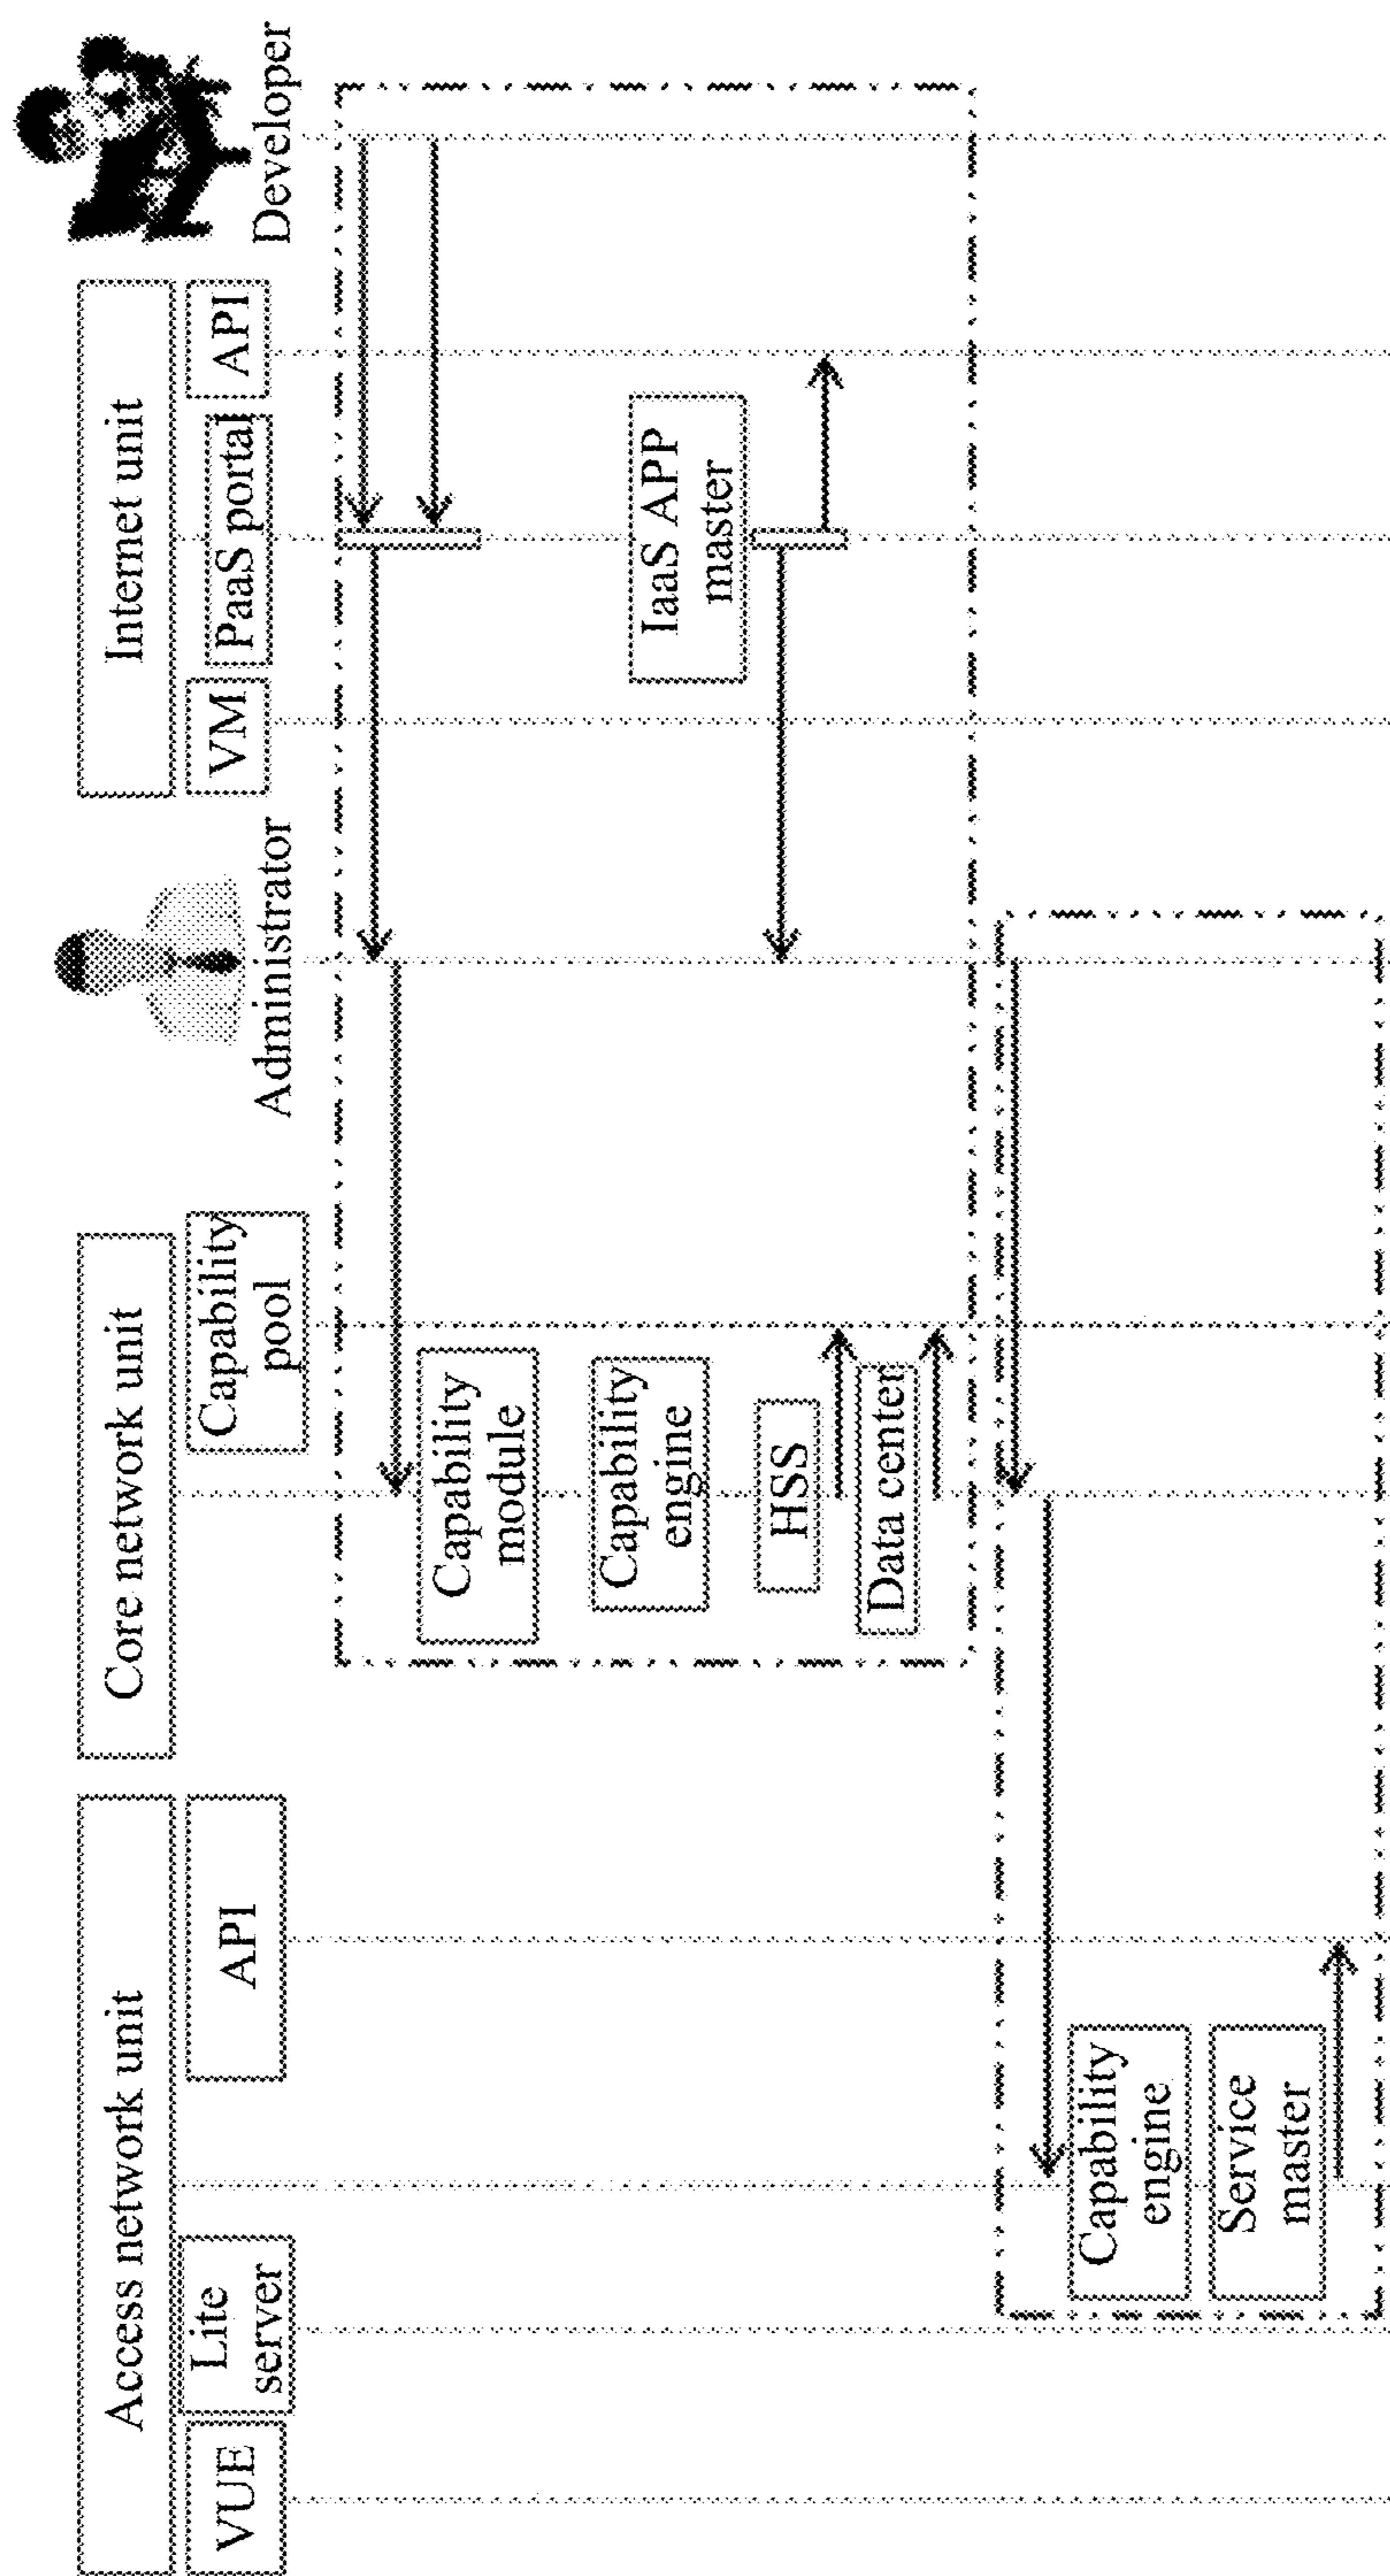 Access network unit
Core network unit
Internet unit
VUE
Lite
server
API
Capability
pool
Administrator
VM
PaaS portal
API
Developer
Capability
module
Capability
engine
IaaS APP
master
HSS
Data center
Capability
engine
Service
master